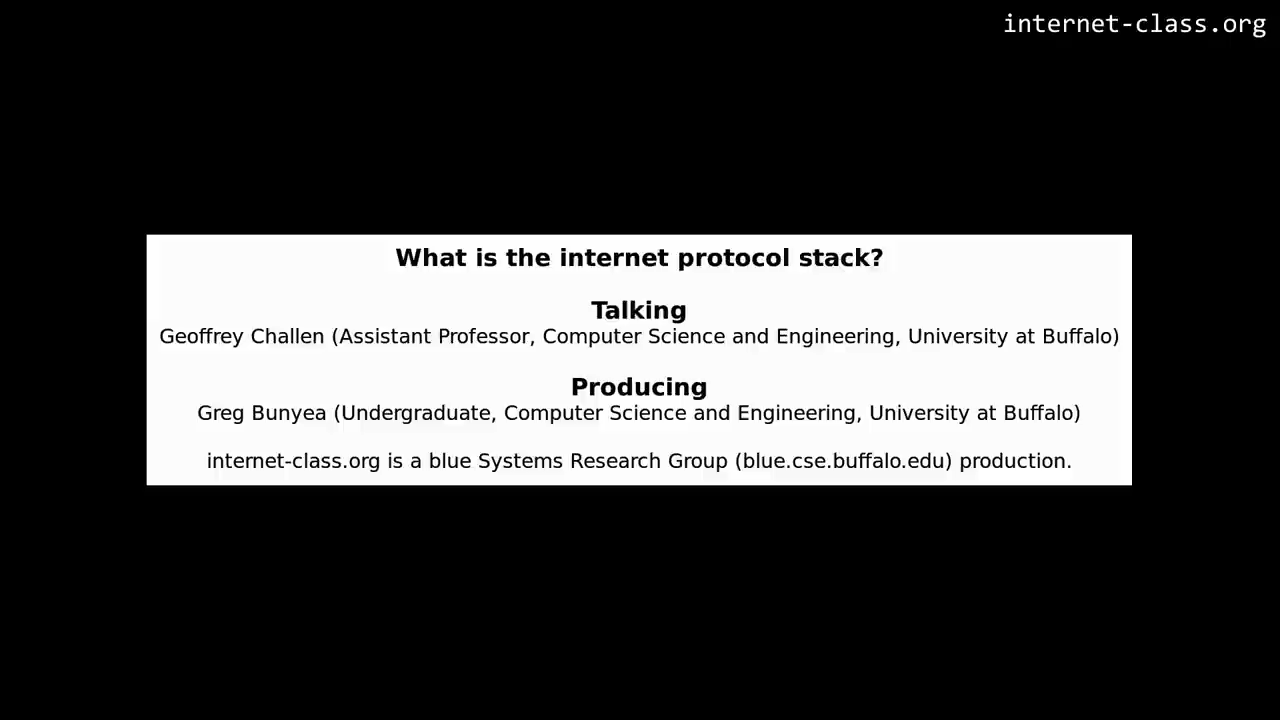 internet-class.org
What is the internet protocol stack?
Talking
Geoffrey Challen (Assistant Professor, Computer Science and Engineering, University at Buffalo)
Producing
Greg Bunyea (Undergraduate, Computer Science and Engineering, University at Buffalo)
internet-class.org is a blue Systems Research Group (blue.cse.buffalo.edu) production.